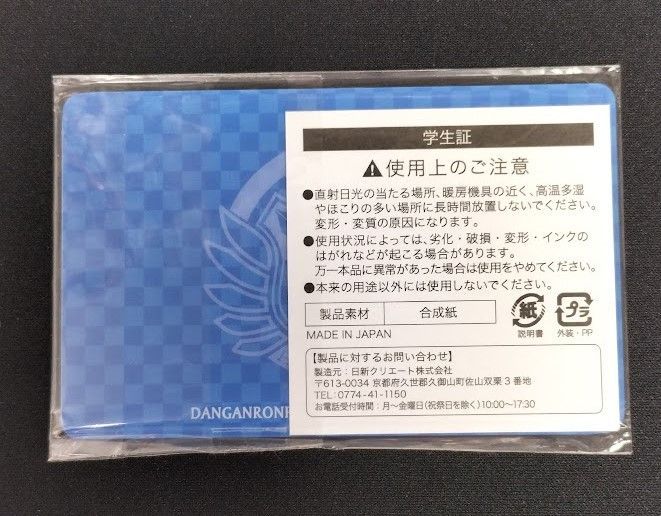 学生証
使用上のご注意
●直射日光の当たる場所、暖房機具の近く、高温多湿
やほこりの多い場所に長時間放置しないでください。
変形・変質の原因になります。
●使用状況によっては、劣化・破損・変形・インクの
はがれなどが起こる場合があります。
万一本品に異常があった場合は使用をやめてください。
●本来の用途以外には使用しないでください。
製品素材 合成紙
紙 プラ
説明書 外装・PP
MADE IN JAPAN
【製品に対するお問い合わせ】
製造元：日新クリエート株式会社
〒613-0034 京都府久世郡久御山町佐山双栗3番地
TEL: 0774-41-1150
お電話受付時間：月～金曜日(祝祭日を除く)10:00～17:30
DANGANRON